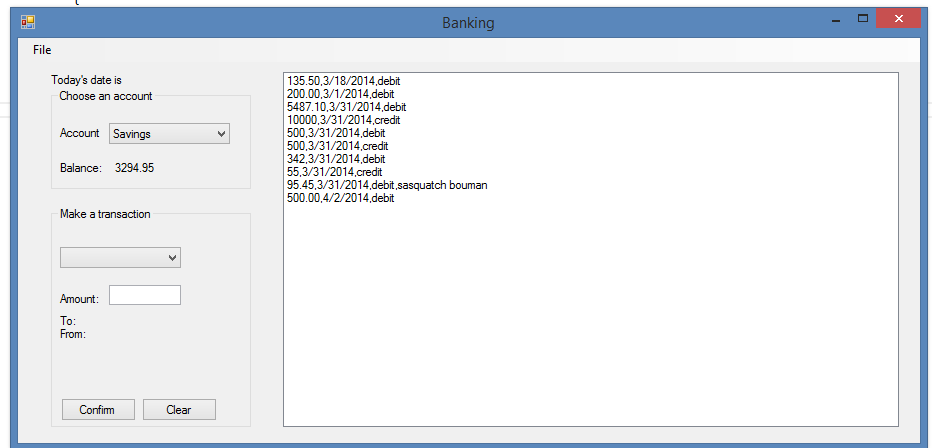 Banking
File
Today's date is
Choose an account
Account Savings
Balance: 3294.95
Make a transaction
Amount:
To:
From:
Confirm Clear
135.50,3/18/2014,debit
200.00,3/1/2014,debit
5487.10,3/31/2014,debit
10000,3/31/2014,credit
500,3/31/2014,debit
500,3/31/2014,credit
342,3/31/2014,debit
55,3/31/2014,credit
95.45,3/31/2014,debit,sasquatch bouman
500.00,4/2/2014,debit